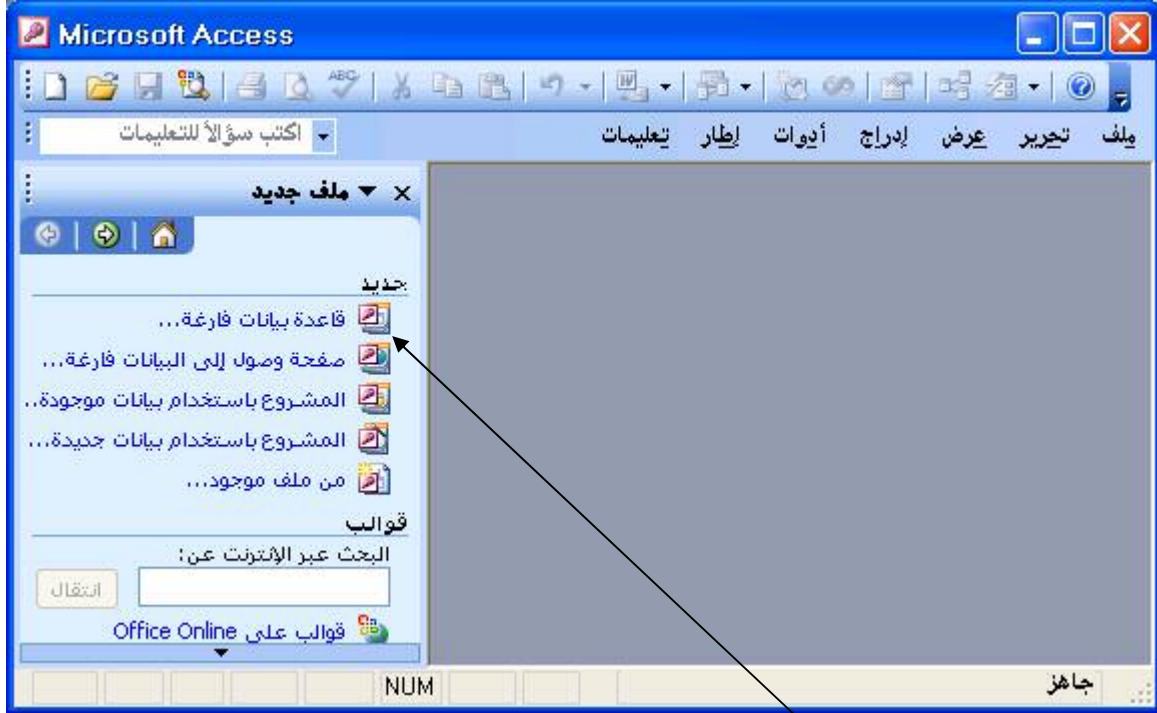 Microsoft Access
ملف تحرير عرض إدراج أدوات إطار تعليمات
اكتب سؤالاً للتعليمات
ملف جديد
جديد
قاعدة بيانات فارغة...
صفحة وصول إلى البيانات فارغة...
المشروع باستخدام بيانات موجودة..
المشروع باستخدام بيانات جديدة...
من ملف موجود...
قوالب
البحث عبر الإنترنت عن:
انتقال
قوالب على Office Online
جاهز
NUM